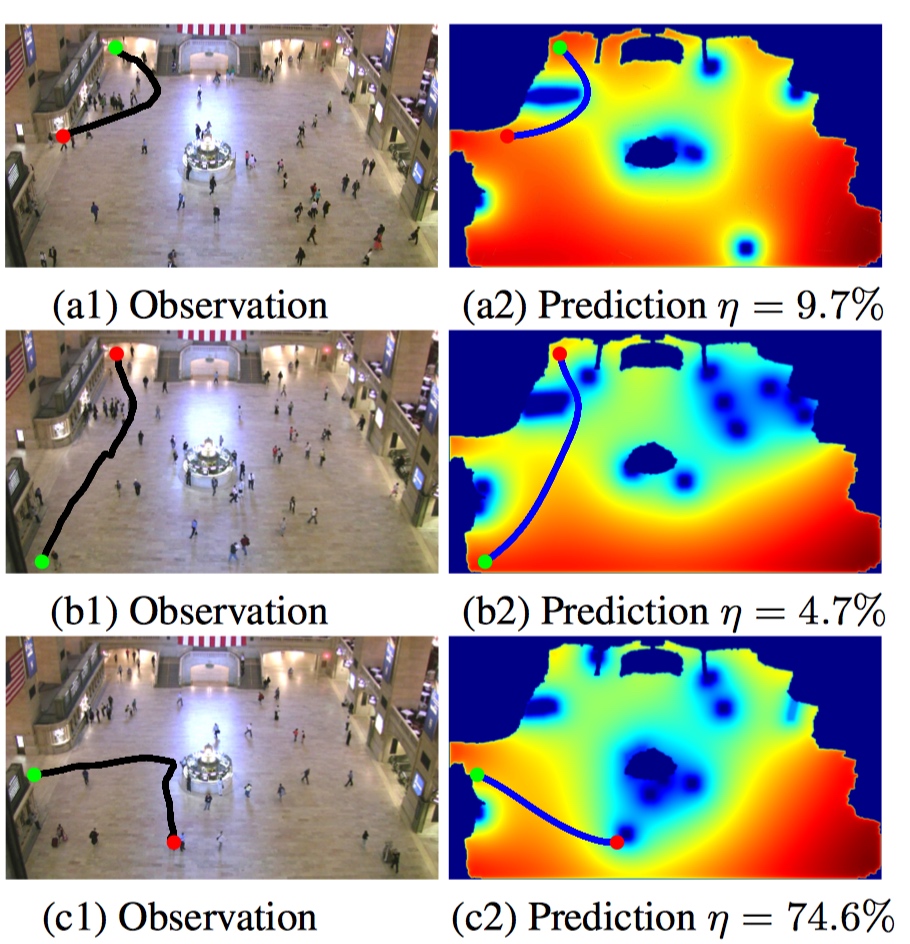 (a1) Observation (a2) Prediction η = 9.7%
(b1) Observation (b2) Prediction η = 4.7%
(c1) Observation (c2) Prediction η = 74.6%